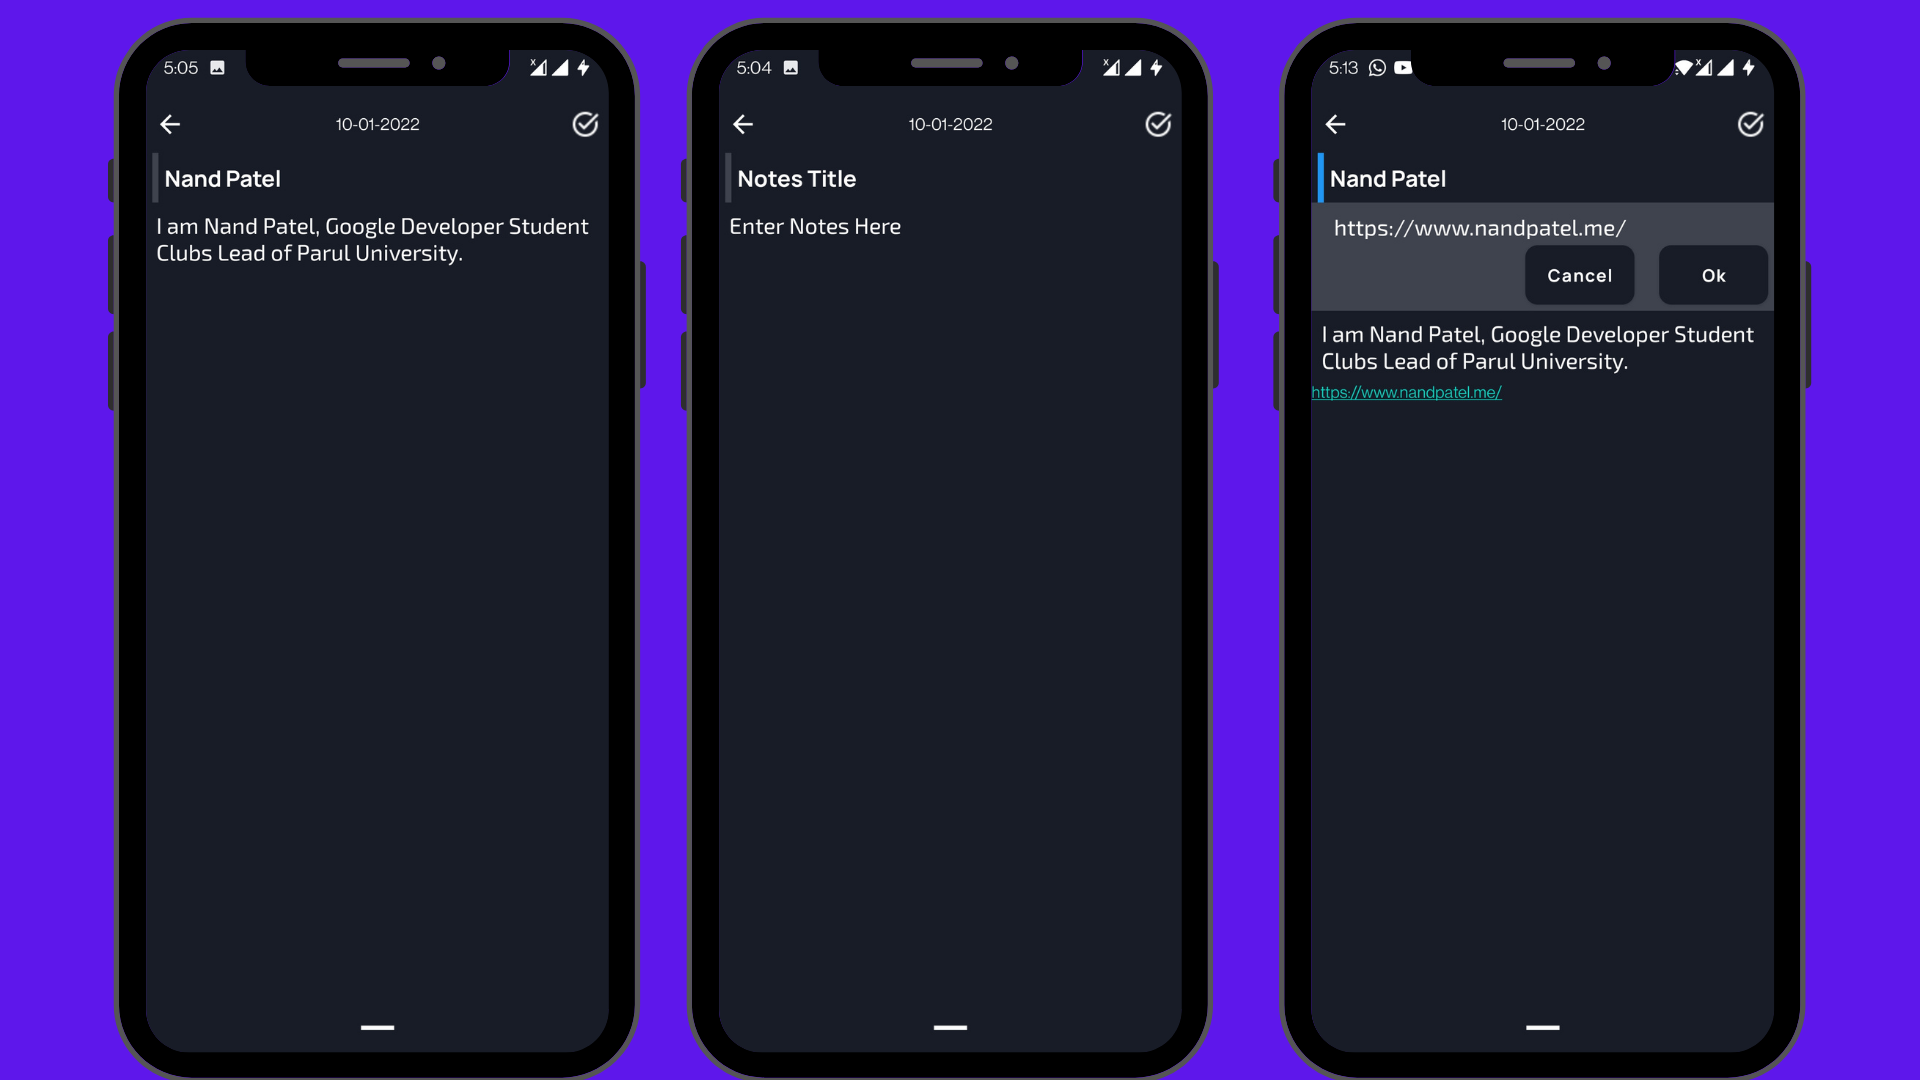 5:05
10-01-2022
Nand Patel
I am Nand Patel, Google Developer Student
Clubs Lead of Parul University.
5:04
10-01-2022
Notes Title
Enter Notes Here
5:13
10-01-2022
Nand Patel
https://www.nandpatel.me/
Cancel
Ok
I am Nand Patel, Google Developer Student
Clubs Lead of Parul University.
https://www.nandpatel.me/